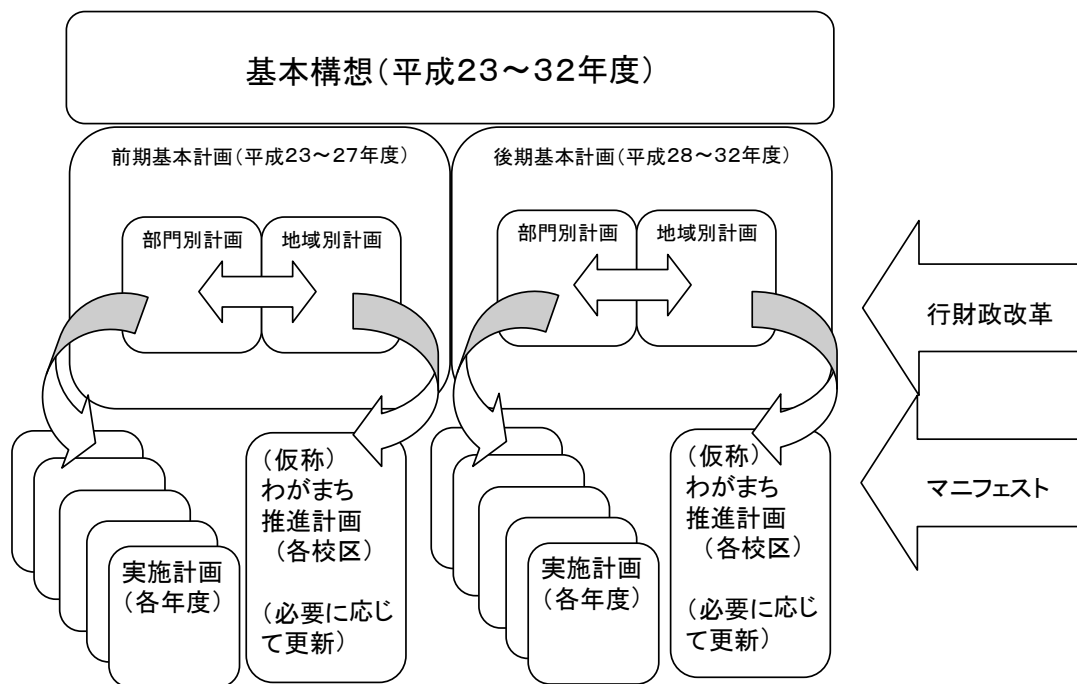 基本構想（平成２３～３２年度）
前期基本計画（平成２３～２７年度）
部門別計画
地域別計画
実施計画
（各年度）
（仮称）
わがまち
推進計画
（各校区）
（必要に応じ
て更新）
後期基本計画（平成２８～３２年度）
部門別計画
地域別計画
実施計画
（各年度）
（仮称）
わがまち
推進計画
（各校区）
（必要に応じ
て更新）
行財政改革
マニフェスト